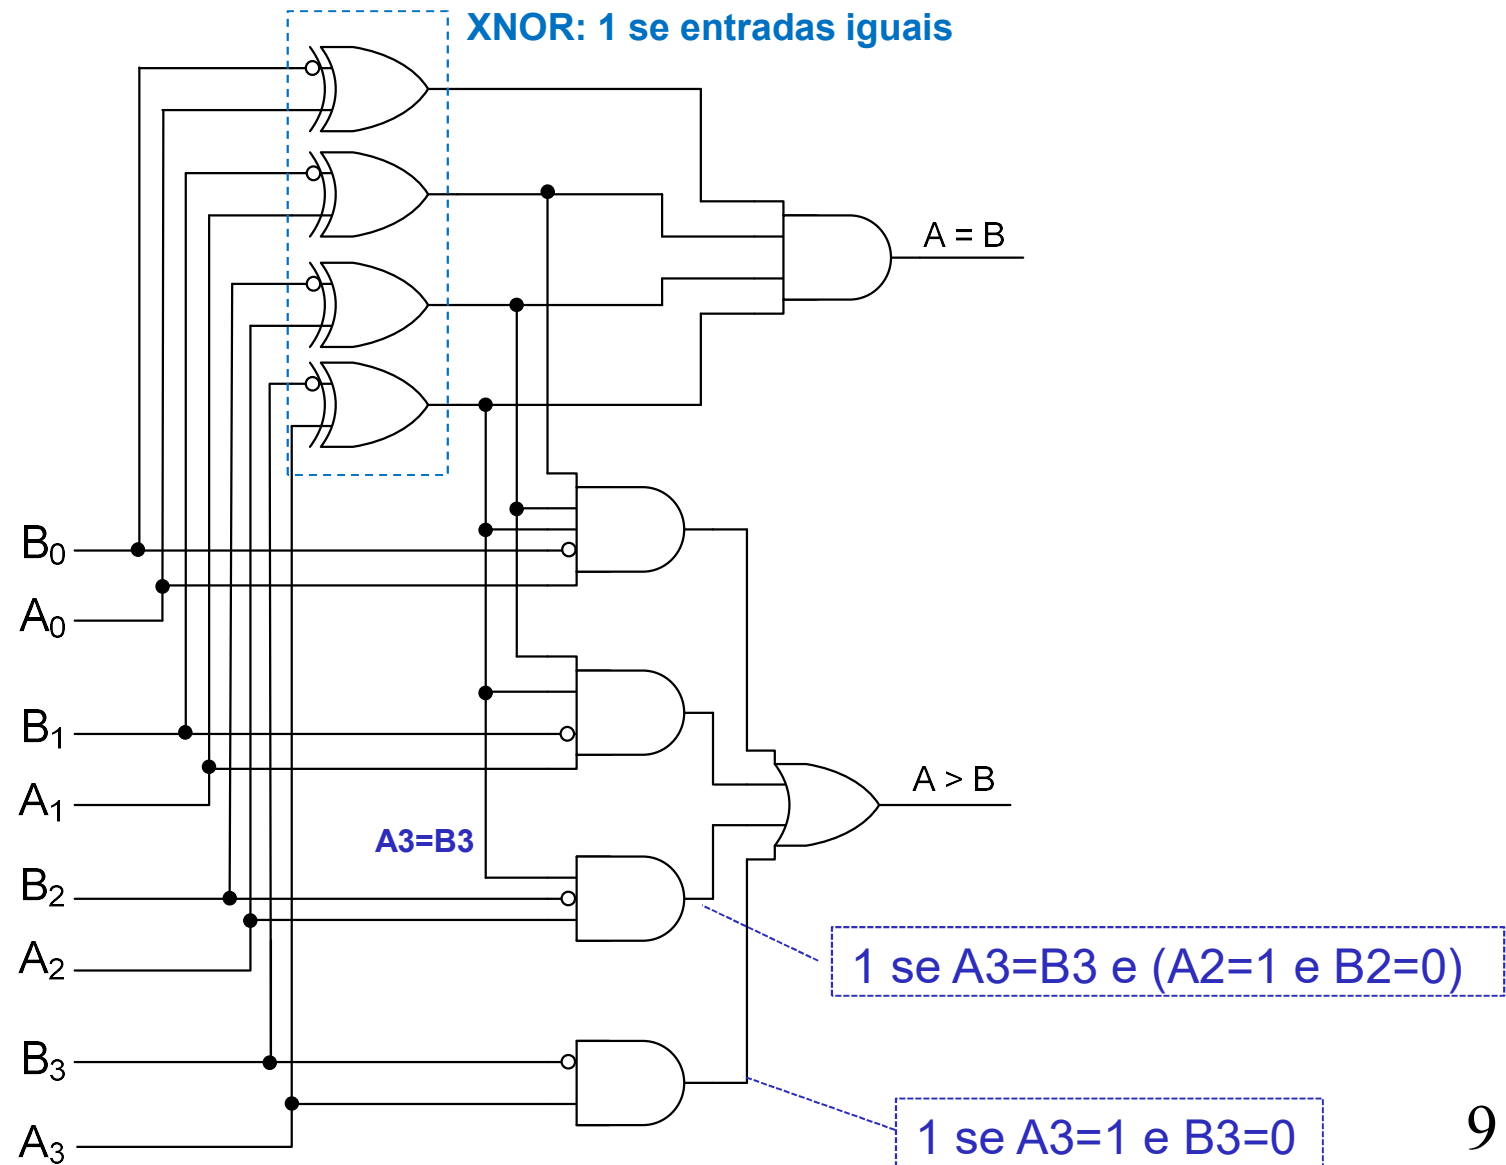 XNOR: 1 se entradas iguais
A = B
B₀
A₀
B₁
A > B
A₁
A3=B3
B₂
A₂
1 se A3=B3 e (A2=1 e B2=0)
B₃
A₃
1 se A3=1 e B3=0
9